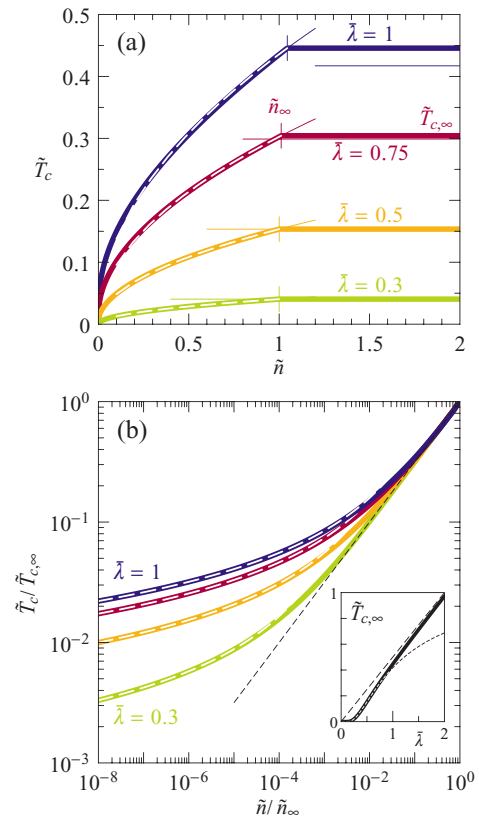 (a)
λ̄ = 1
ñ∞
T̃c,∞
λ̄ = 0.75
λ̄ = 0.5
λ̄ = 0.3
T̃c
0.5
0.4
0.3
0.2
0.1
0
0 0.5 1 1.5 2
ñ
(b)
10⁰
10⁻¹
10⁻²
10⁻³
T̃c/T̃c,∞
λ̄ = 1
λ̄ = 0.3
1
T̃c,∞
0
0 1 2
λ̄
10⁻⁸ 10⁻⁶ 10⁻⁴ 10⁻² 10⁰
ñ/ñ∞